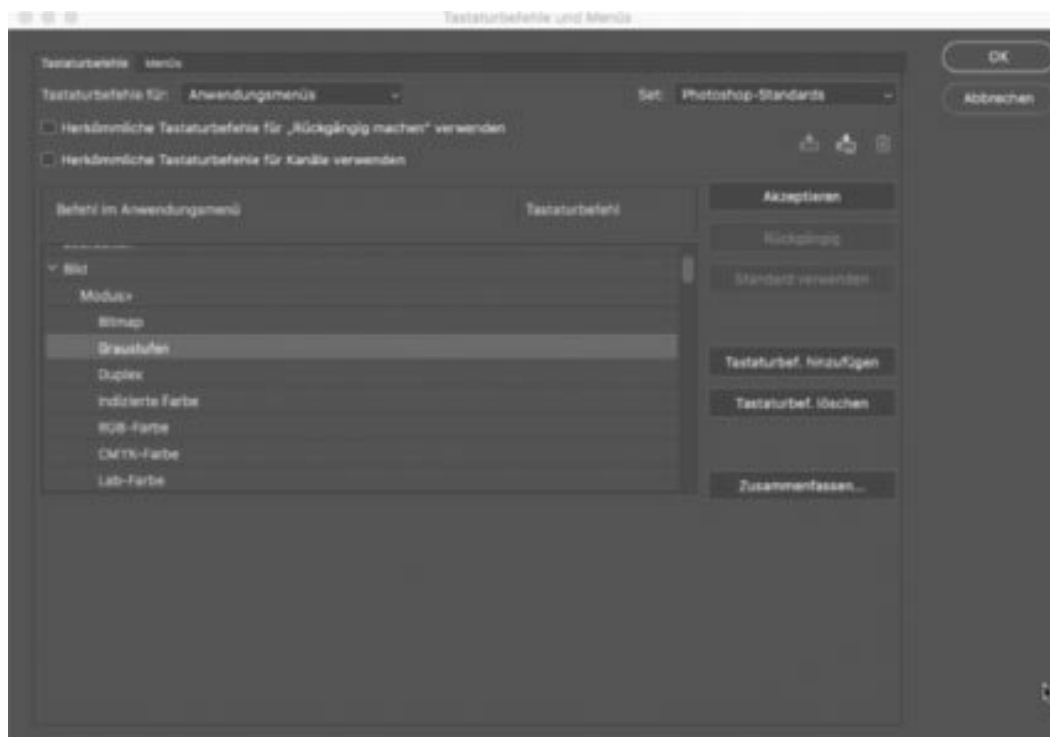 Tastaturbefehle und Menüs
Tastaturbefehle Menüs
OK
Tastaturbefehle für: Anwendungsmenüs Set: Photoshop-Standards
Abbrechen
Herkömmliche Tastaturbefehle für „Rückgängig machen“ verwenden
Herkömmliche Tastaturbefehle für Kanäle verwenden
Befehl im Anwendungsmenü Tastaturbefehl
Akzeptieren
Rückgängig
Bild
Standard verwenden
Modus>
Bitmap
Graustufen
Duplex
Tastaturbef. hinzufügen
Indizierte Farbe
Tastaturbef. löschen
RGB-Farbe
CMYK-Farbe
Lab-Farbe
Zusammenfassen...